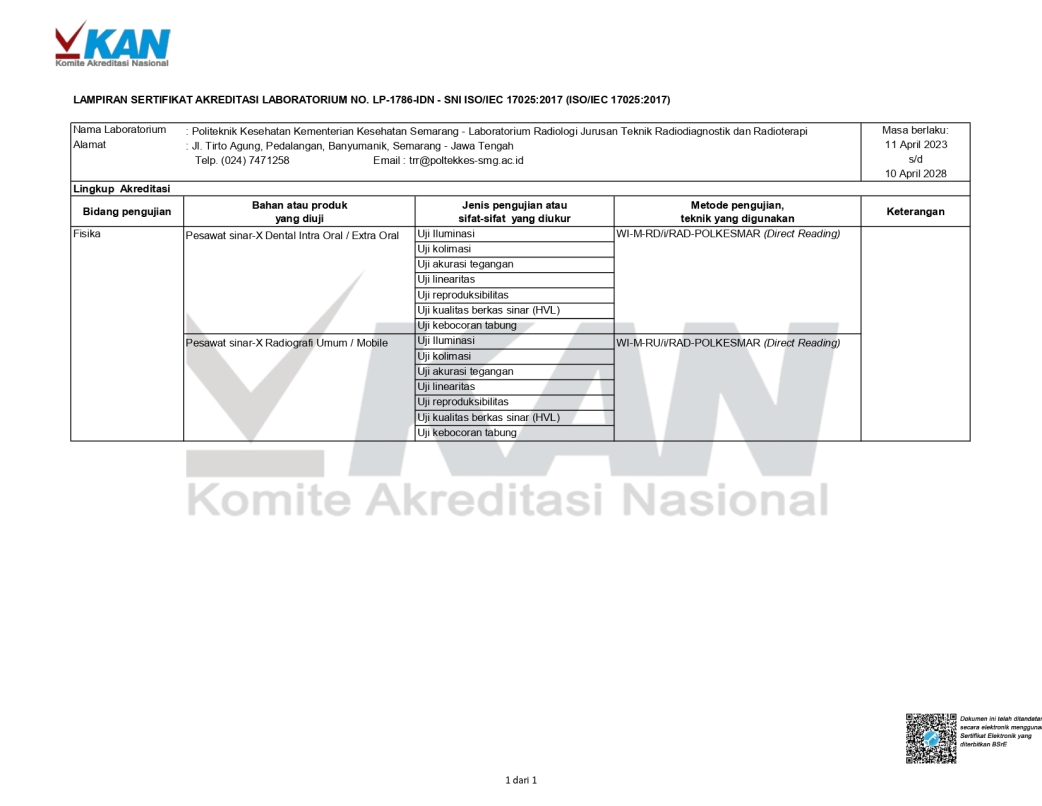 KAN
Komite Akreditasi Nasional
LAMPIRAN SERTIFIKAT AKREDITASI LABORATORIUM NO. LP-1786-IDN - SNI ISO/IEC 17025:2017 (ISO/IEC 17025:2017)
Nama Laboratorium : Politeknik Kesehatan Kementerian Kesehatan Semarang - Laboratorium Radiologi Jurusan Teknik Radiodiagnostik dan Radioterapi Masa berlaku:
Alamat : Jl. Tirto Agung, Pedalangan, Banyumanik, Semarang - Jawa Tengah 11 April 2023
Telp. (024) 7471258 Email : trr@poltekkes-smg.ac.id s/d
10 April 2028
Lingkup Akreditasi
Bidang pengujian Bahan atau produk yang diuji Jenis pengujian atau sifat-sifat yang diukur Metode pengujian, teknik yang digunakan Keterangan
Fisika Pesawat sinar-X Dental Intra Oral / Extra Oral Uji Iluminasi WI-M-RD/i/RAD-POLKESMAR (Direct Reading)
Uji kolimasi
Uji akurasi tegangan
Uji linearitas
Uji reproduksibilitas
Uji kualitas berkas sinar (HVL)
Uji kebocoran tabung
Pesawat sinar-X Radiografi Umum / Mobile Uji Iluminasi WI-M-RU/i/RAD-POLKESMAR (Direct Reading)
Uji kolimasi
Uji akurasi tegangan
Uji linearitas
Uji reproduksibilitas
Uji kualitas berkas sinar (HVL)
Uji kebocoran tabung
KAN
Komite Akreditasi Nasional
Dokumen ini telah ditandatan
secara elektronik menggunak
Sertifikat Elektronik yang
diterbitkan BSrE
1 dari 1